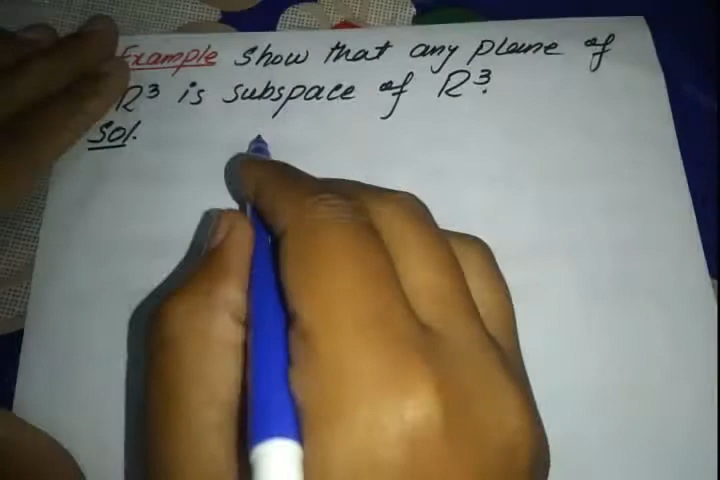 Example Show that any plane of
R³ is subspace of R³.
Sol.